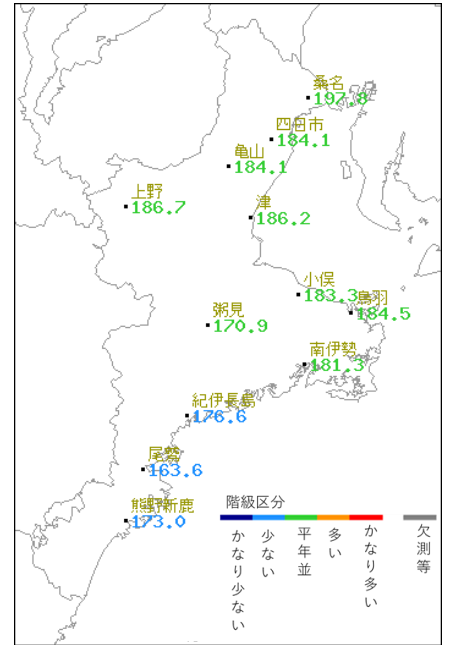 桑名
197.8
四日市
184.1
亀山
184.1
上野
186.7
津
186.2
小俣
183.3
鳥羽
184.5
粥見
170.9
南伊勢
181.3
紀伊長島
176.6
尾鷲
163.6
熊野新鹿
173.0
階級区分
かなり少ない
少ない
平年並
多い
かなり多い
欠測等